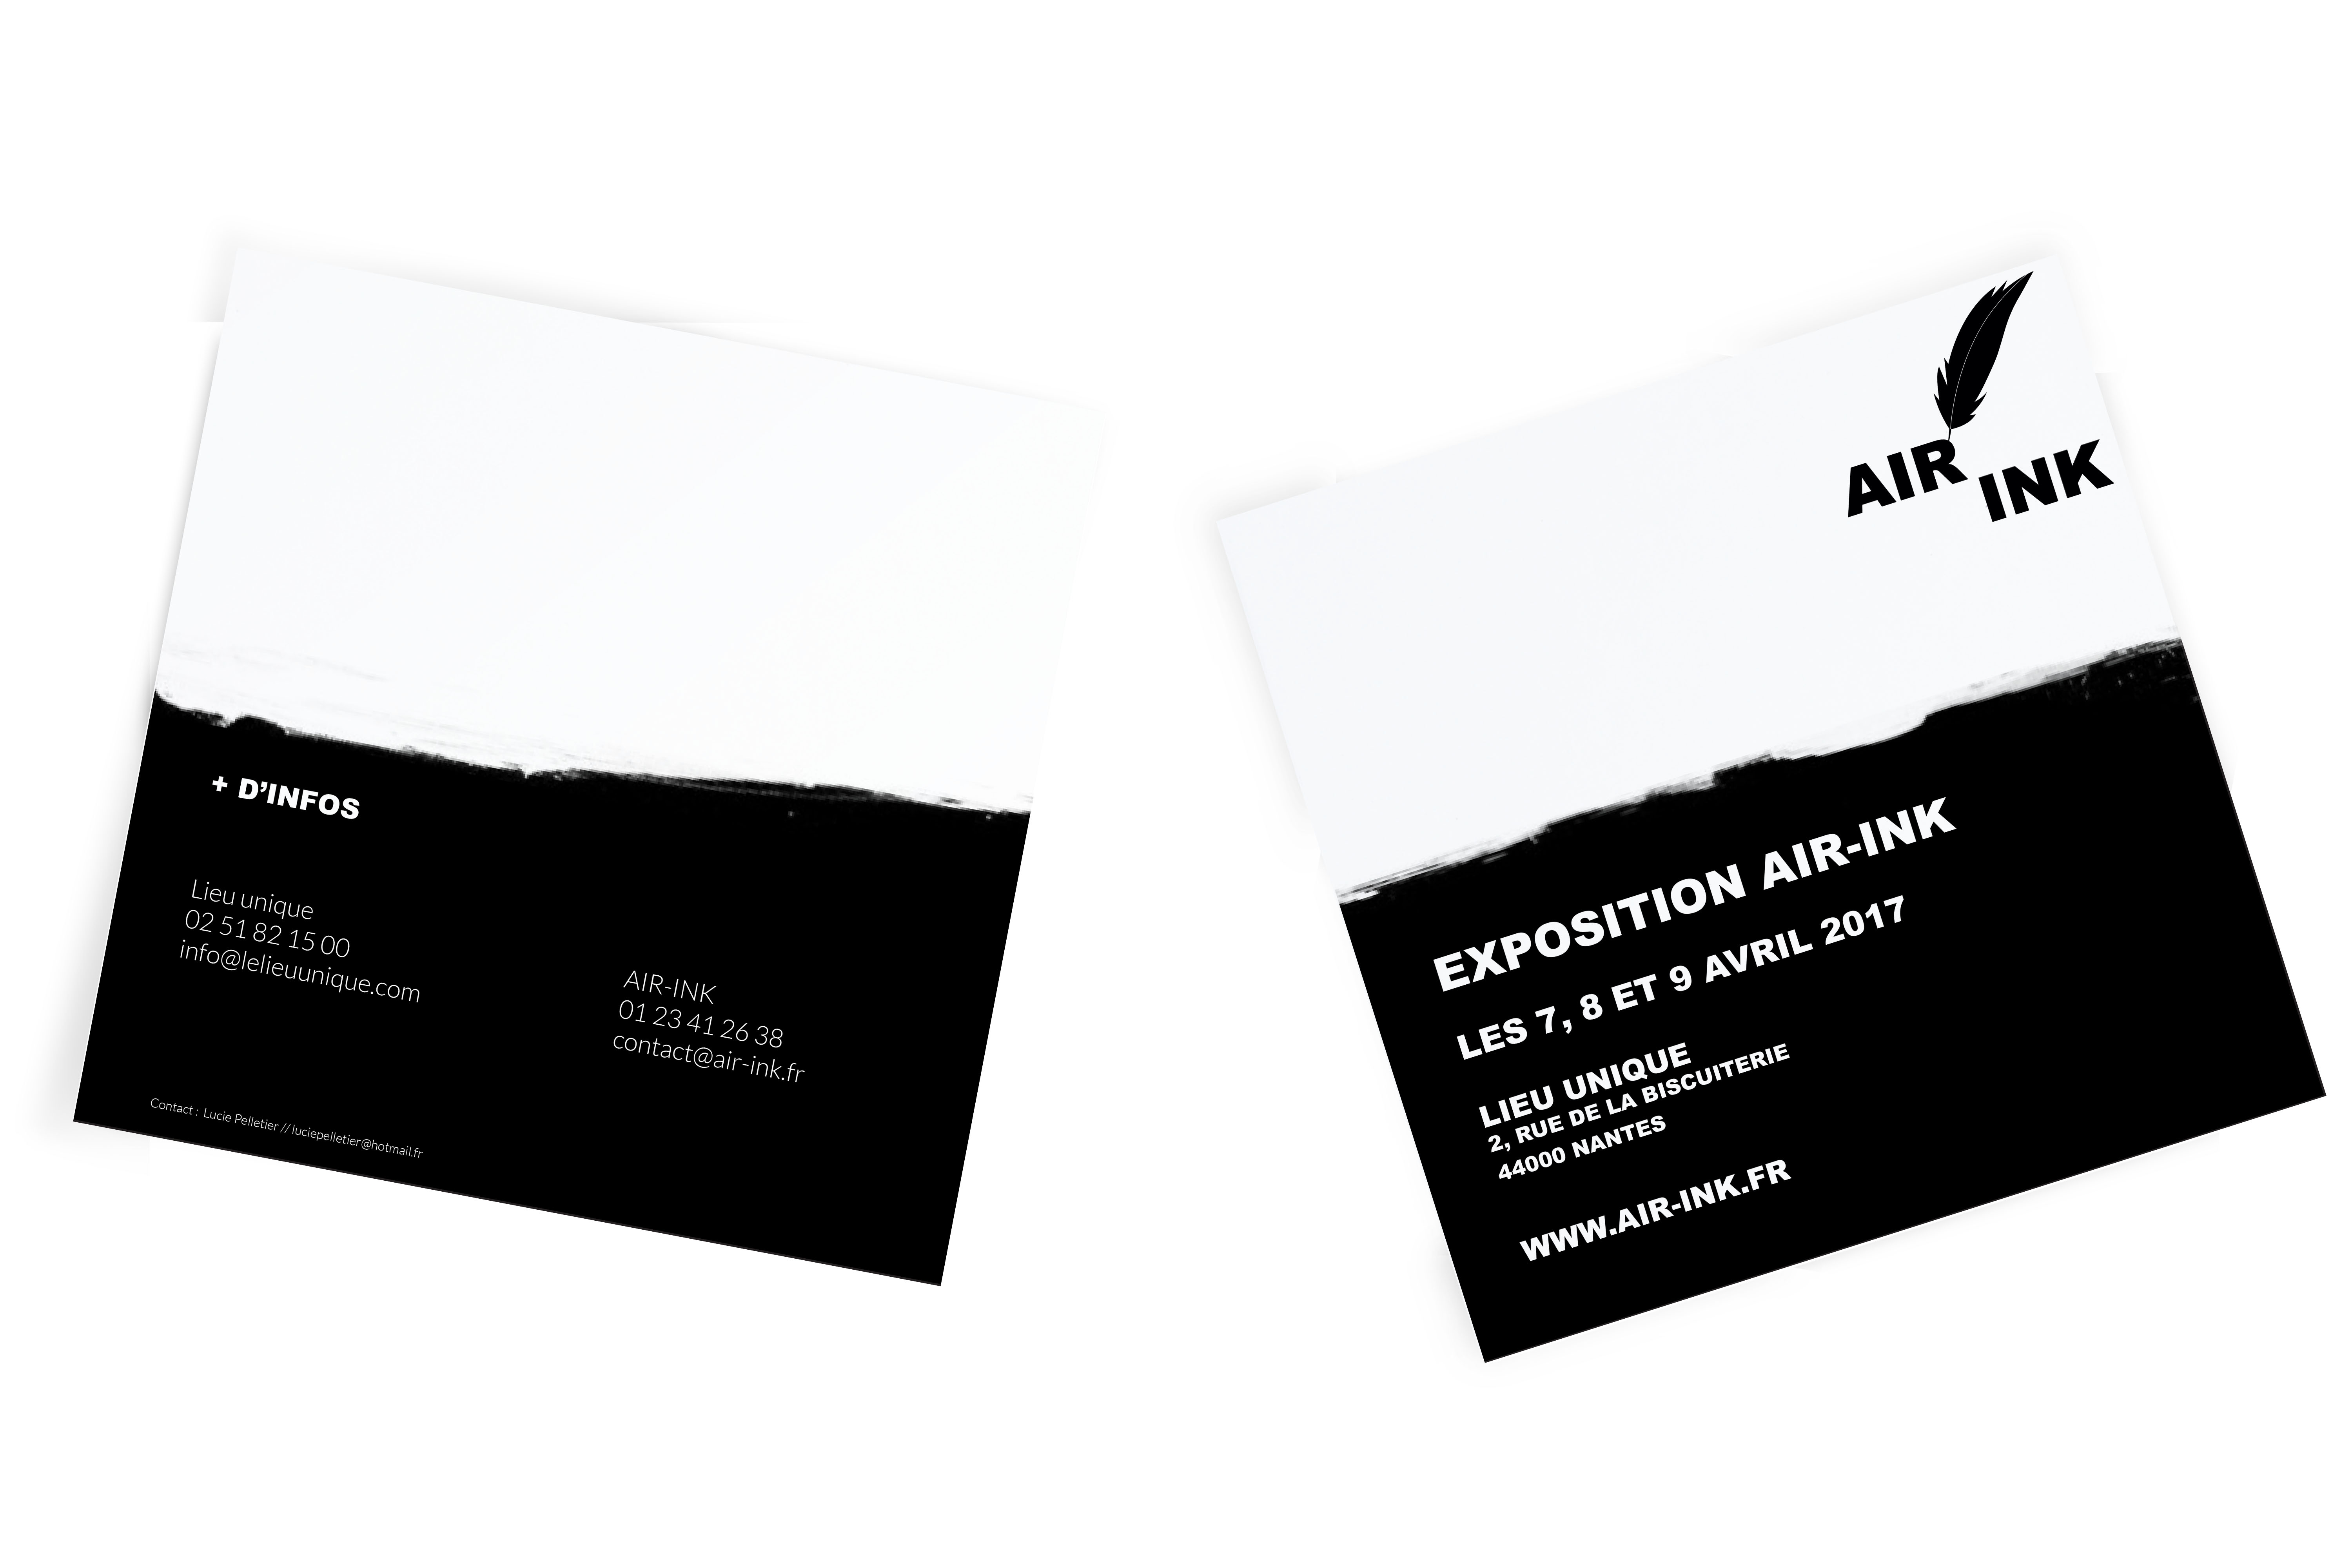 + D’INFOS
Lieu unique
02 51 82 15 00
info@lelieuunique.com
AIR-INK
01 23 41 26 38
contact@air-ink.fr
Contact : Lucie Pelletier // luciepelletier@hotmail.fr
AIR
INK
EXPOSITION AIR-INK
LES 7, 8 ET 9 AVRIL 2017
LIEU UNIQUE
2, RUE DE LA BISCUITERIE
44000 NANTES
WWW.AIR-INK.FR